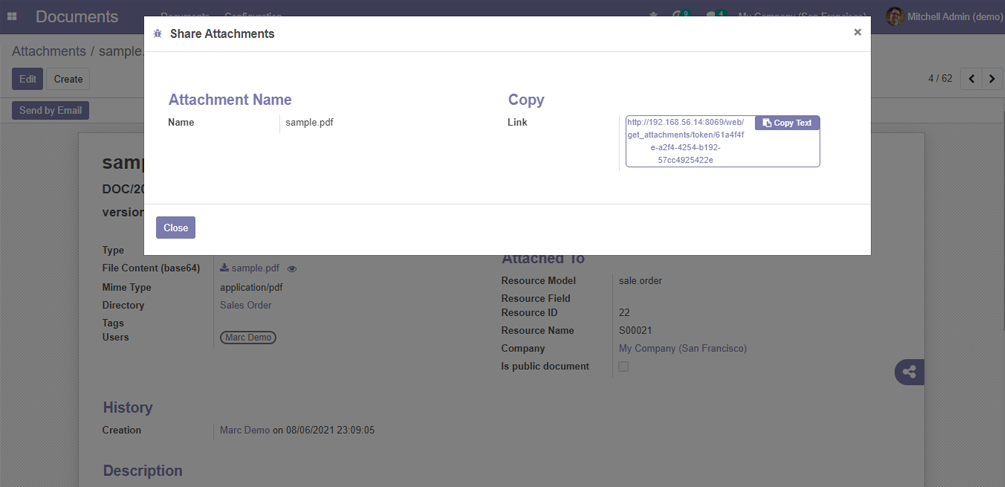 Documents
Documents Configuration 9 4 My Company (San Francisco) Mitchell Admin (demo)
Share Attachments ×
Attachments / sample.
Edit Create 4 / 62
Send by Email
Attachment Name Copy
Name sample.pdf Link
http://192.168.56.14:8069/web/
get_attachments/token/61a4f4f
e-a2f4-4254-b192-
57cc4925422e
Copy Text
Close
DOC/20
version
Type
File Content (base64) sample.pdf
Mime Type application/pdf
Directory Sales Order
Tags
Users Marc Demo
Attached To
Resource Model sale.order
Resource Field
Resource ID 22
Resource Name S00021
Company My Company (San Francisco)
Is public document
History
Creation Marc Demo on 08/06/2021 23:09:05
Description